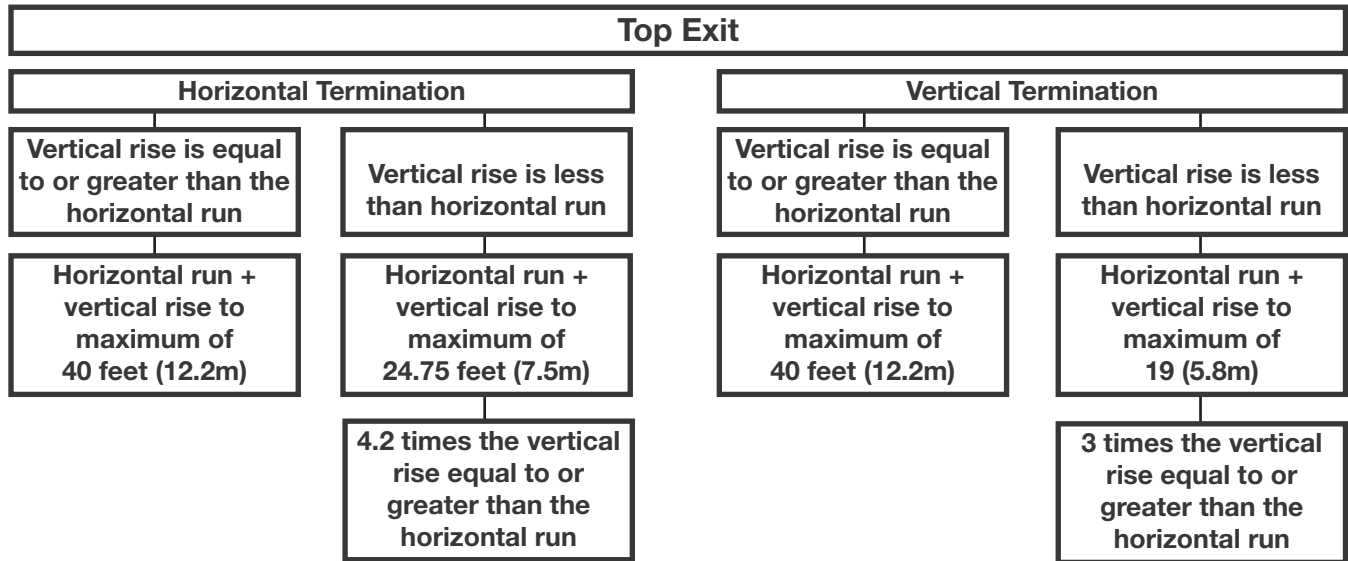 Top Exit
Horizontal Termination
Vertical rise is equal
to or greater than the
horizontal run
Horizontal run +
vertical rise to
maximum of
40 feet (12.2m)
Vertical rise is less
than horizontal run
Horizontal run +
vertical rise to
maximum of
24.75 feet (7.5m)
4.2 times the vertical
rise equal to or
greater than the
horizontal run
Vertical Termination
Vertical rise is equal
to or greater than the
horizontal run
Horizontal run +
vertical rise to
maximum of
40 feet (12.2m)
Vertical rise is less
than horizontal run
Horizontal run +
vertical rise to
maximum of
19 (5.8m)
3 times the vertical
rise equal to or
greater than the
horizontal run